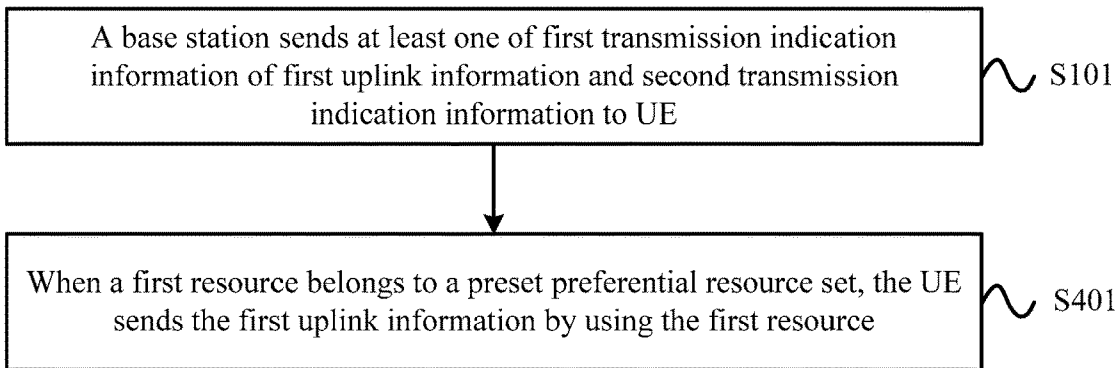 A base station sends at least one of first transmission indication
information of first uplink information and second transmission
indication information to UE
S101
When a first resource belongs to a preset preferential resource set, the UE
sends the first uplink information by using the first resource
S401